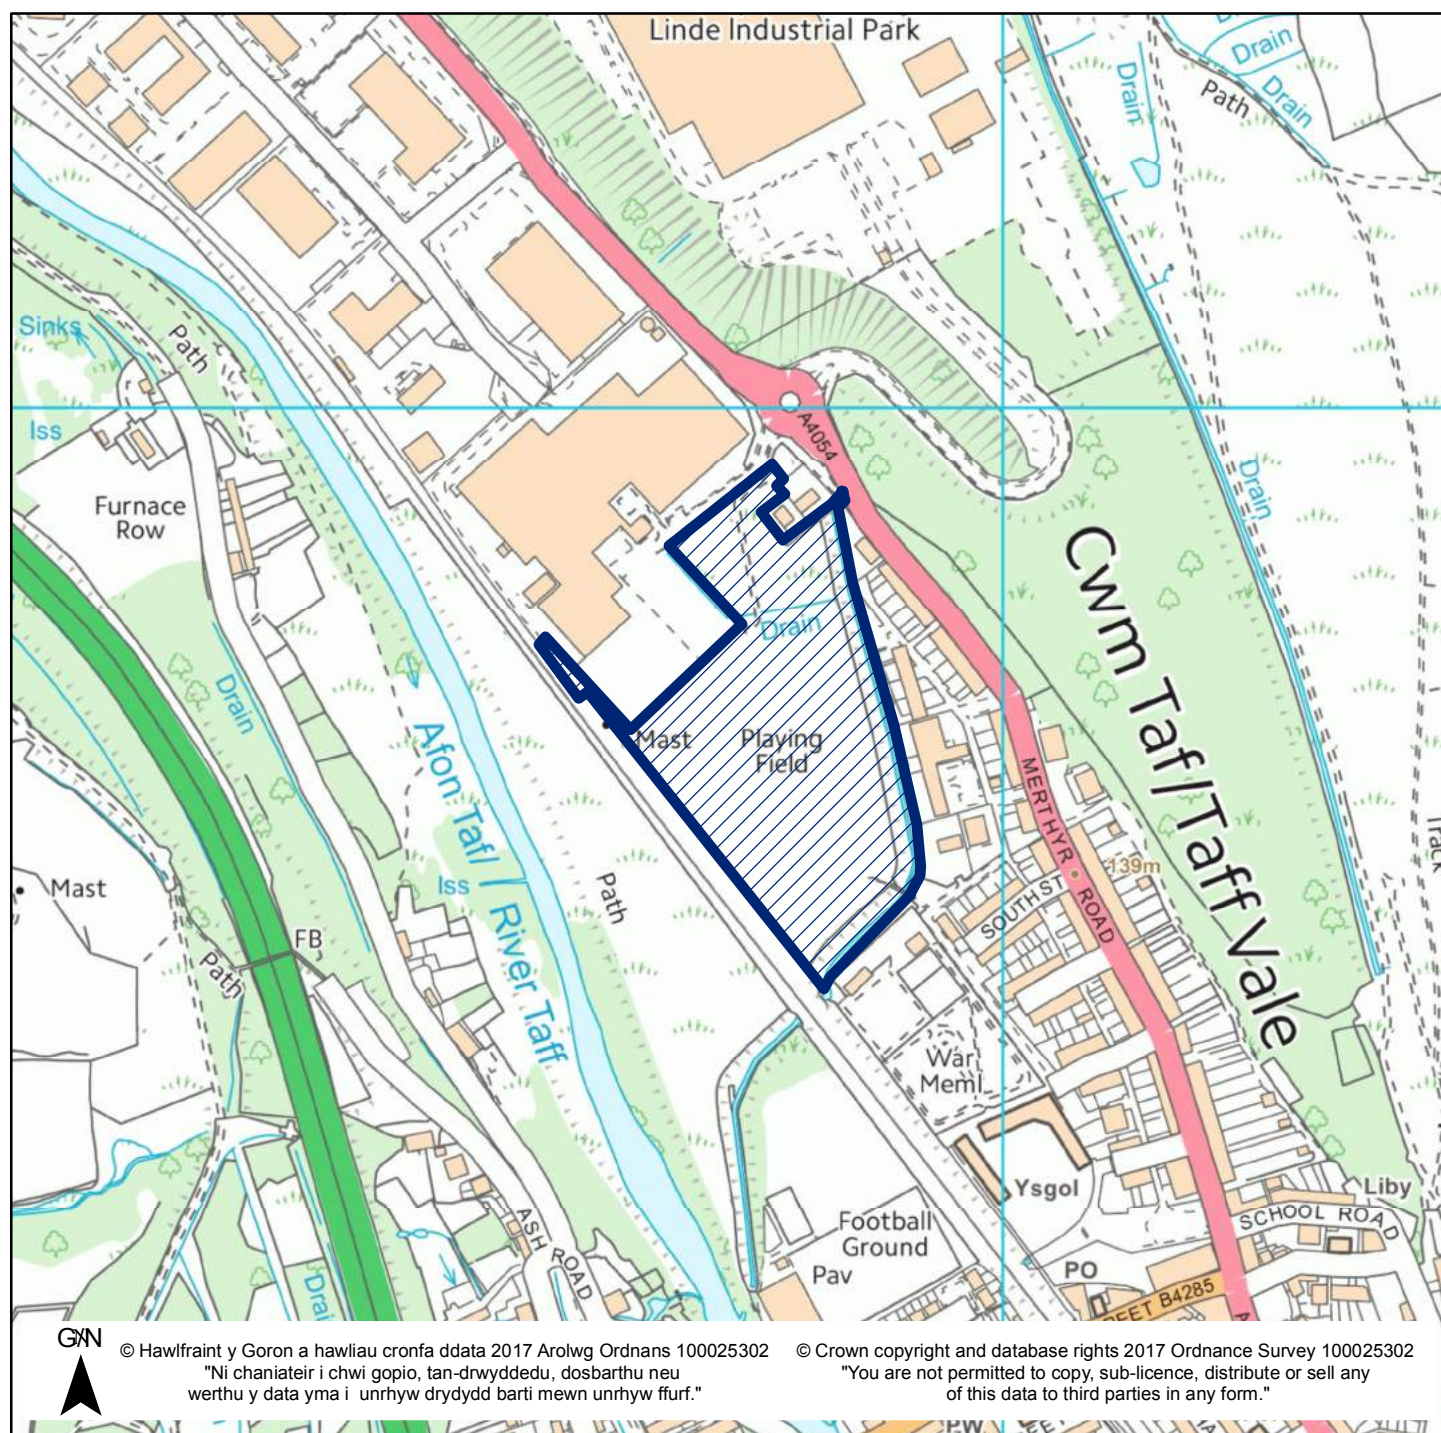 Linde Industrial Park
Drain
Drain
Drain
Path
Sinks
Path
Iss
A4054
Furnace
Row
Drain
Cwm Taf/Taff Vale
Drain
Drain
Mast
Playing
Field
Afon Taf/
River Taff
MERTHYR ROAD
139m
SOUTH ST
Track
Mast
Iss
Path
FB
Path
War
Meml
Ysgol
Liby
SCHOOL ROAD
Football
Ground
Pav
PO
ASH ROAD
B4285
© Hawlfraint y Goron a hawliau cronfa ddata 2017 Arolwg Ordnans 100025302
"Ni chaniateir i chwi gopio, tan-drwyddedu, dosbarthu neu
werthu y data yma i unrhyw drydydd barti mewn unrhyw ffurf."
© Crown copyright and database rights 2017 Ordnance Survey 100025302
"You are not permitted to copy, sub-licence, distribute or sell any
of this data to third parties in any form."